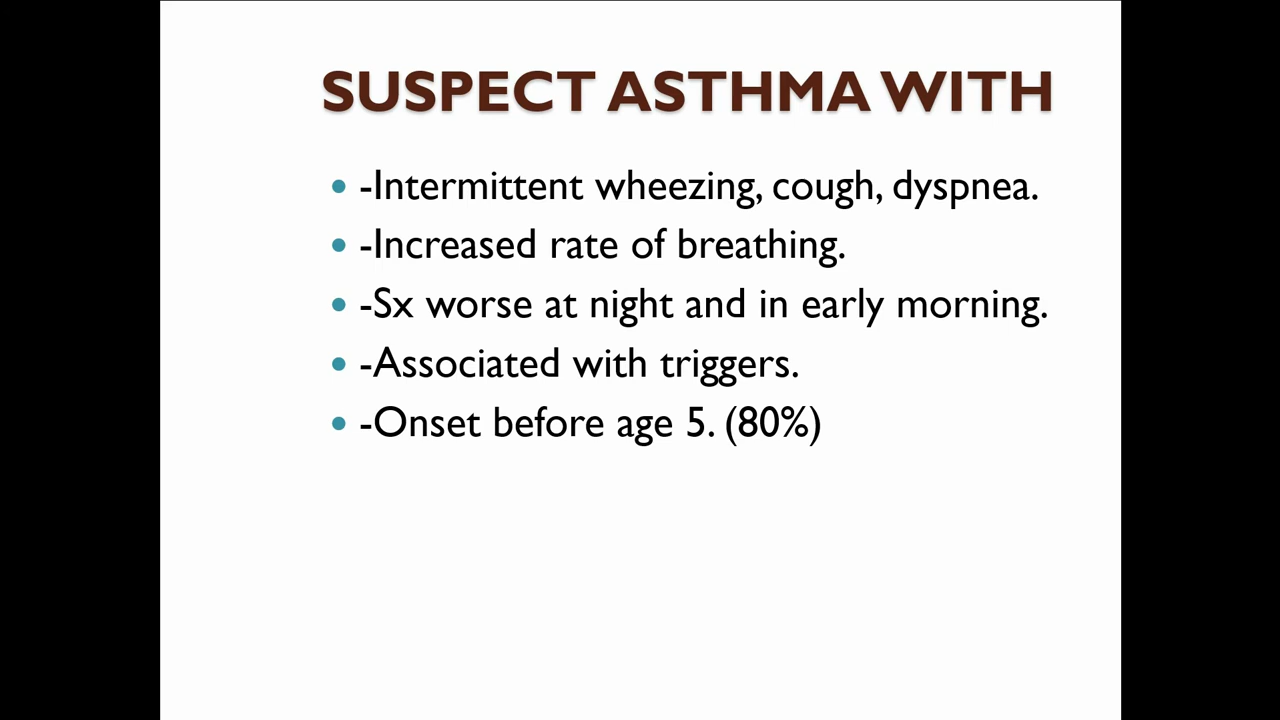 SUSPECT ASTHMA WITH
• -Intermittent wheezing, cough, dyspnea.
• -Increased rate of breathing.
• -Sx worse at night and in early morning.
• -Associated with triggers.
• -Onset before age 5. (80%)